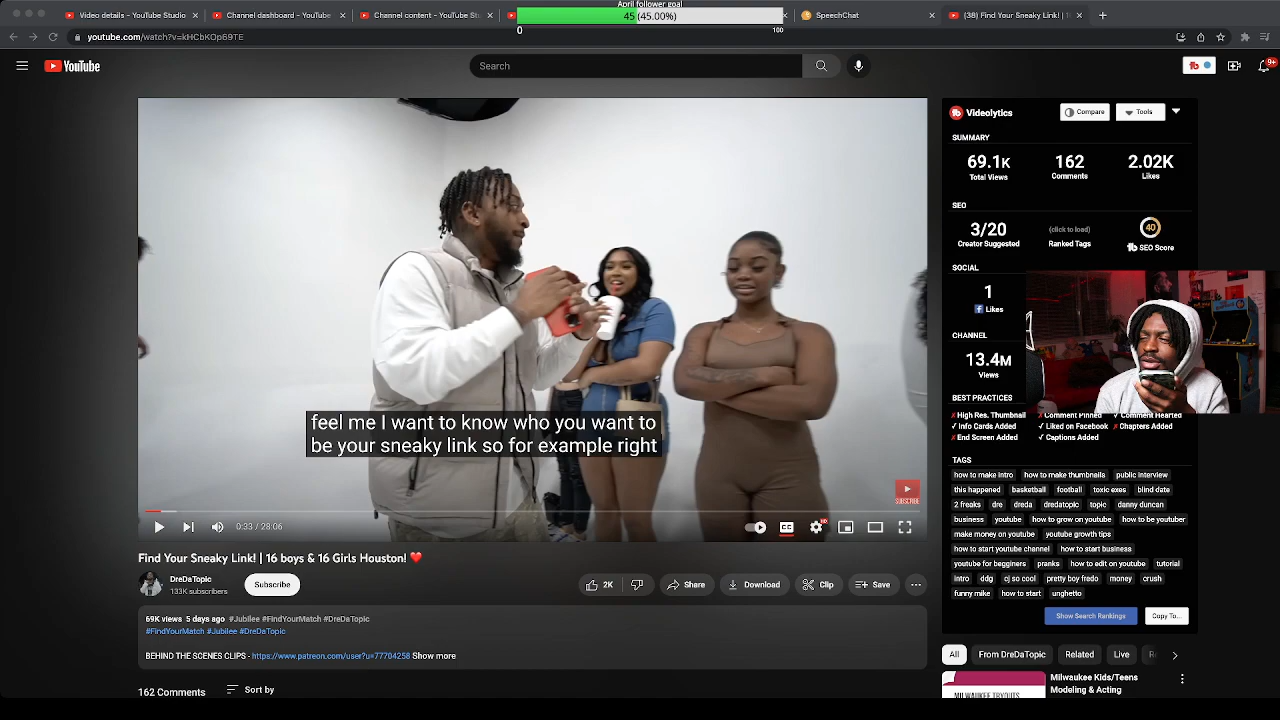 April follower goal
45 (45.00%)
0
100
Video details - YouTube Studio
Channel dashboard - YouTube
Channel content - YouTube St
SpeechChat
(38) Find Your Sneaky Link! | 16
youtube.com/watch?v=kHCbKOp69TE
YouTube
Search
9+
Videolytics
Compare
Tools
SUMMARY
69.1K
162
2.02K
Total Views
Comments
Likes
SEO
3/20
(click to load)
40
Creator Suggested
Ranked Tags
SEO Score
SOCIAL
1
Likes
CHANNEL
13.4M
Views
BEST PRACTICES
High Res. Thumbnail
Comment Pinned
Comment Hearted
Info Cards Added
Liked on Facebook
Chapters Added
End Screen Added
Captions Added
TAGS
how to make intro how to make thumbnails public interview
this happened basketball football toxic exes blind date
2 freaks dre dreda dredatopic topic danny duncan
business youtube how to grow on youtube how to be youtuber
make money on youtube youtube growth tips
how to start youtube channel how to start business
youtube for begginers pranks how to edit on youtube tutorial
intro ddg cj so cool pretty boy fredo money crush
funny mike how to start unghetto
Show Search Rankings
Copy To...
feel me I want to know who you want to
be your sneaky link so for example right
SUBSCRIBE
0:33 / 28:06
Find Your Sneaky Link! | 16 boys & 16 Girls Houston! ❤️
DreDaTopic
133K subscribers
Subscribe
2K
Share
Download
Clip
Save
69K views 5 days ago #Jubilee #FindYourMatch #DreDaTopic
#FindYourMatch #Jubilee #DreDaTopic
BEHIND THE SCENES CLIPS - https://www.patreon.com/user?u=77704258 Show more
162 Comments
Sort by
All
From DreDaTopic
Related
Live
Milwaukee Kids/Teens
Modeling & Acting
MILWAUKEE TRYOUTS